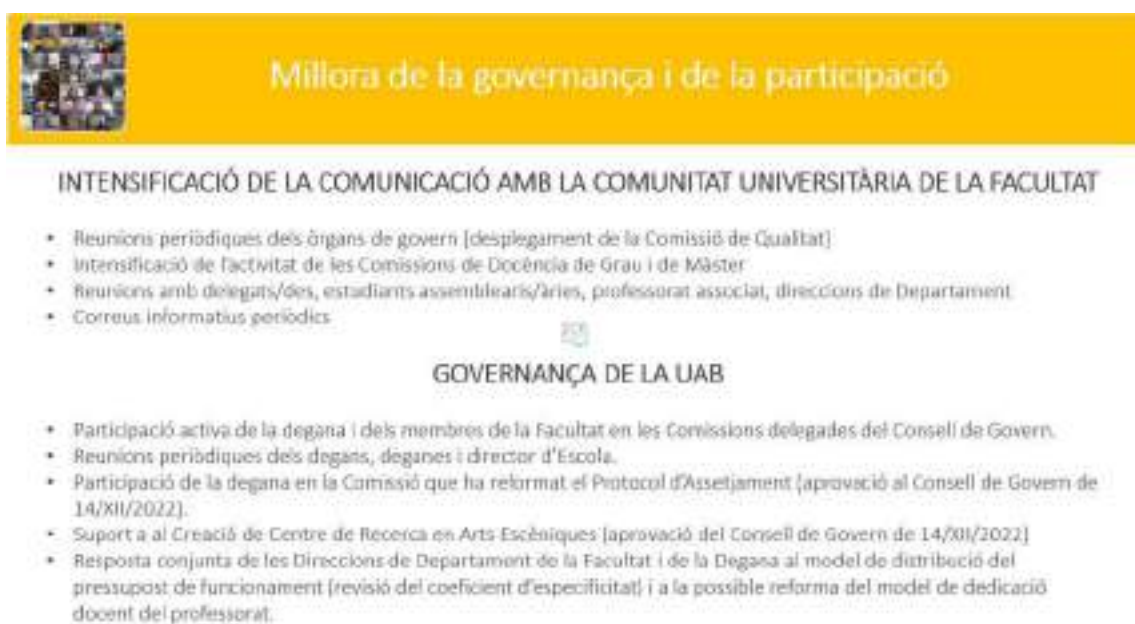 Millora de la governança i de la participació
INTENSIFICACIÓ DE LA COMUNICACIÓ AMB LA COMUNITAT UNIVERSITÀRIA DE LA FACULTAT
• Reunions periòdiques dels òrgans de govern [desplegament de la Comissió de Qualitat]
• Intensificació de l'activitat de les Comissions de Docència de Grau i de Màster
• Reunions amb delegats/des, estudiants assemblearis/àries, professorat associat, direccions de Departament
• Correus informatius periòdics
GOVERNANÇA DE LA UAB
• Participació activa de la degana i dels membres de la Facultat en les Comissions delegades del Consell de Govern.
• Reunions periòdiques dels degans, deganes i director d'Escola.
• Participació de la degana en la Comissió que ha reformat el Protocol d'Assetjament (aprovació al Consell de Govern de
14/XII/2022).
• Suport a al Creació de Centre de Recerca en Arts Escèniques [aprovació del Consell de Govern de 14/XII/2022]
• Resposta conjunta de les Direccions de Departament de la Facultat i de la Degana al model de distribució del
pressupost de funcionament (revisió del coeficient d'especificitat) i a la possible reforma del model de dedicació
docent del professorat.